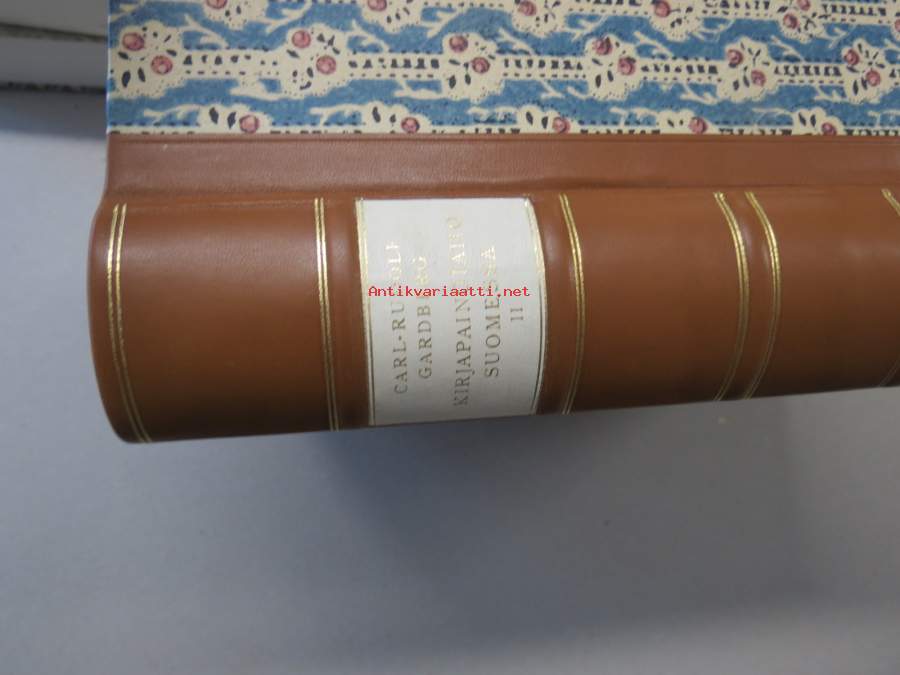 CARL-RUDOLF
GARDBERG
KIRJAPAINOTAITO
SUOMESSA
II
Antikvariaatti.net